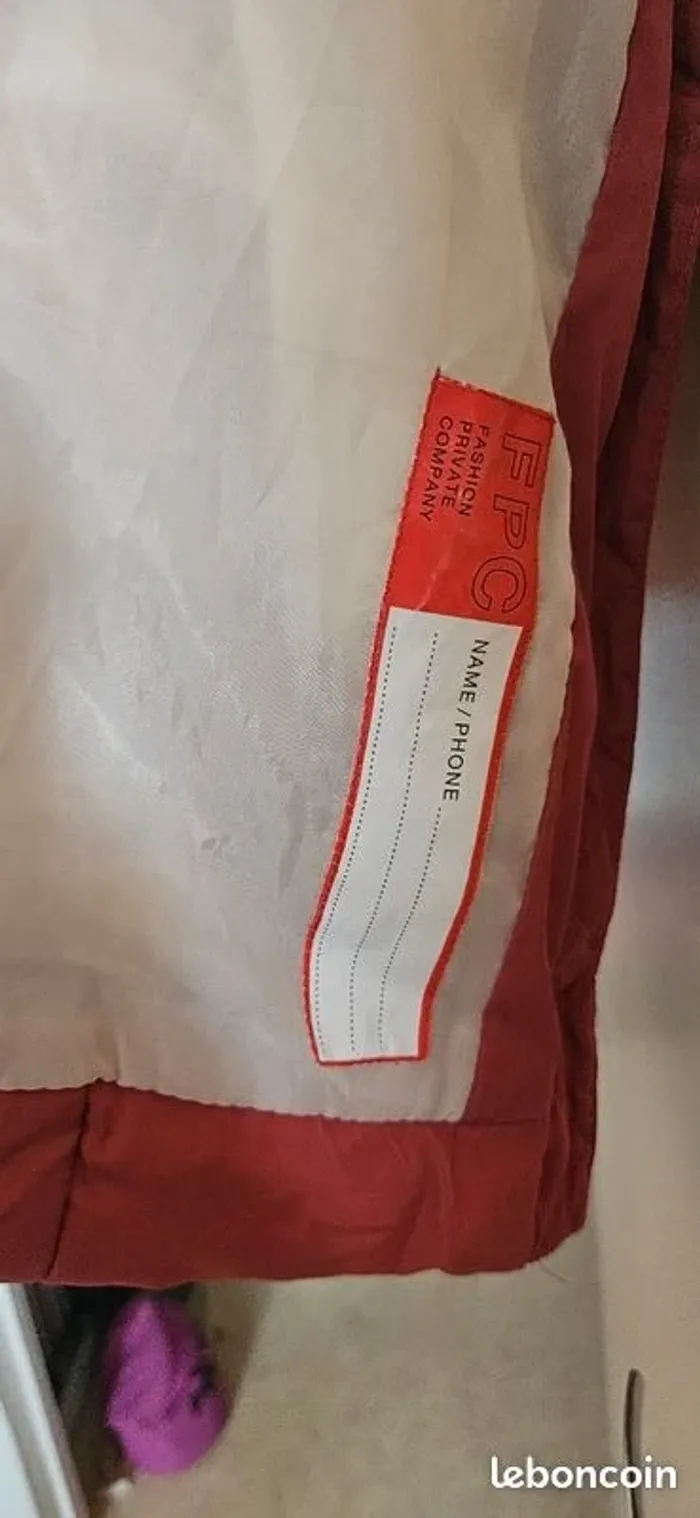 FPC
FASHION
PRIVATE
COMPANY
NAME / PHONE
leboncoin